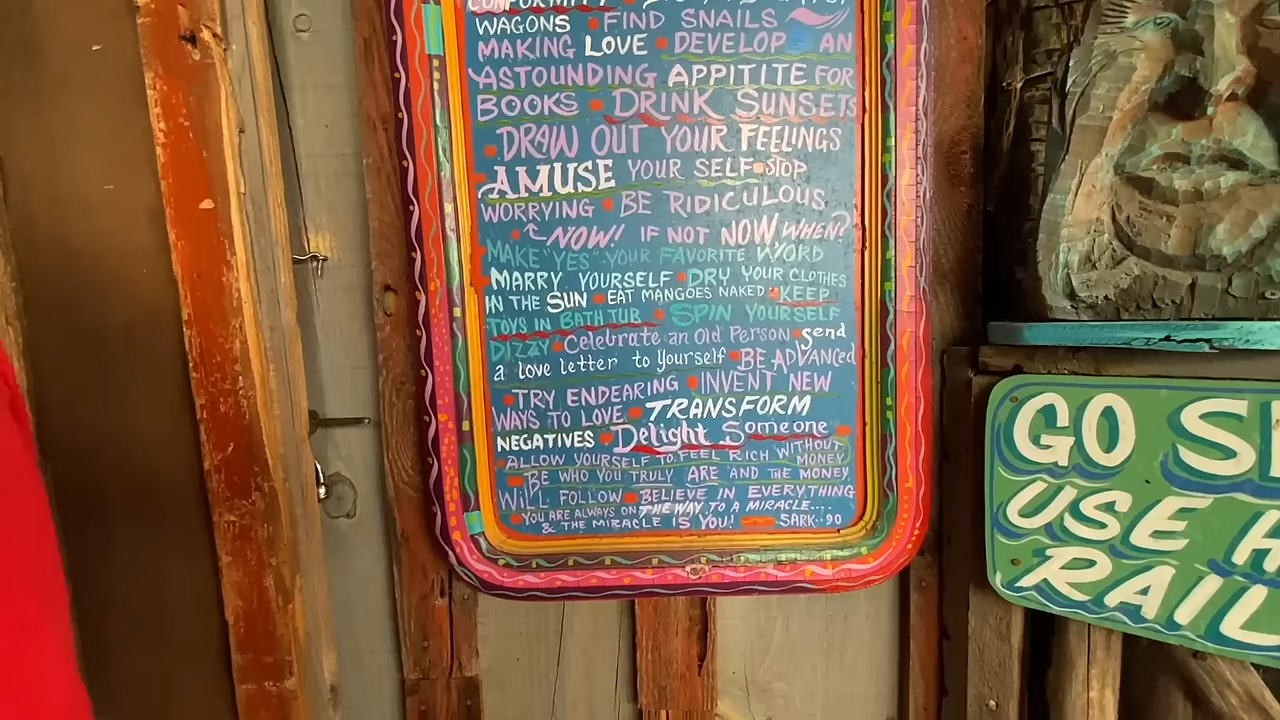 WAGONS • FIND SNAILS
MAKING LOVE • DEVELOP AN
ASTOUNDING APPITITE FOR
BOOKS • DRINK SUNSETS
• DRAW OUT YOUR FEELINGS
AMUSE YOUR SELF • STOP
WORRYING • BE RIDICULOUS
• NOW! IF NOT NOW WHEN?
MAKE "YES" YOUR FAVORITE WORD
MARRY YOURSELF • DRY YOUR CLOTHES
IN THE SUN • EAT MANGOES NAKED • KEEP
TOYS IN BATH TUB • SPIN YOURSELF
DIZZY • Celebrate an Old Person • Send
a love letter to yourself • BE ADVANCED
• TRY ENDEARING • INVENT NEW
WAYS TO LOVE • TRANSFORM
NEGATIVES • Delight Someone
• ALLOW YOURSELF TO FEEL RICH WITHOUT MONEY
• BE WHO YOU TRULY ARE AND THE MONEY
WILL FOLLOW • BELIEVE IN EVERYTHING
• YOU ARE ALWAYS ON THE WAY TO A MIRACLE....
& THE MIRACLE IS YOU! SARK..90
GO
USE
RAIL